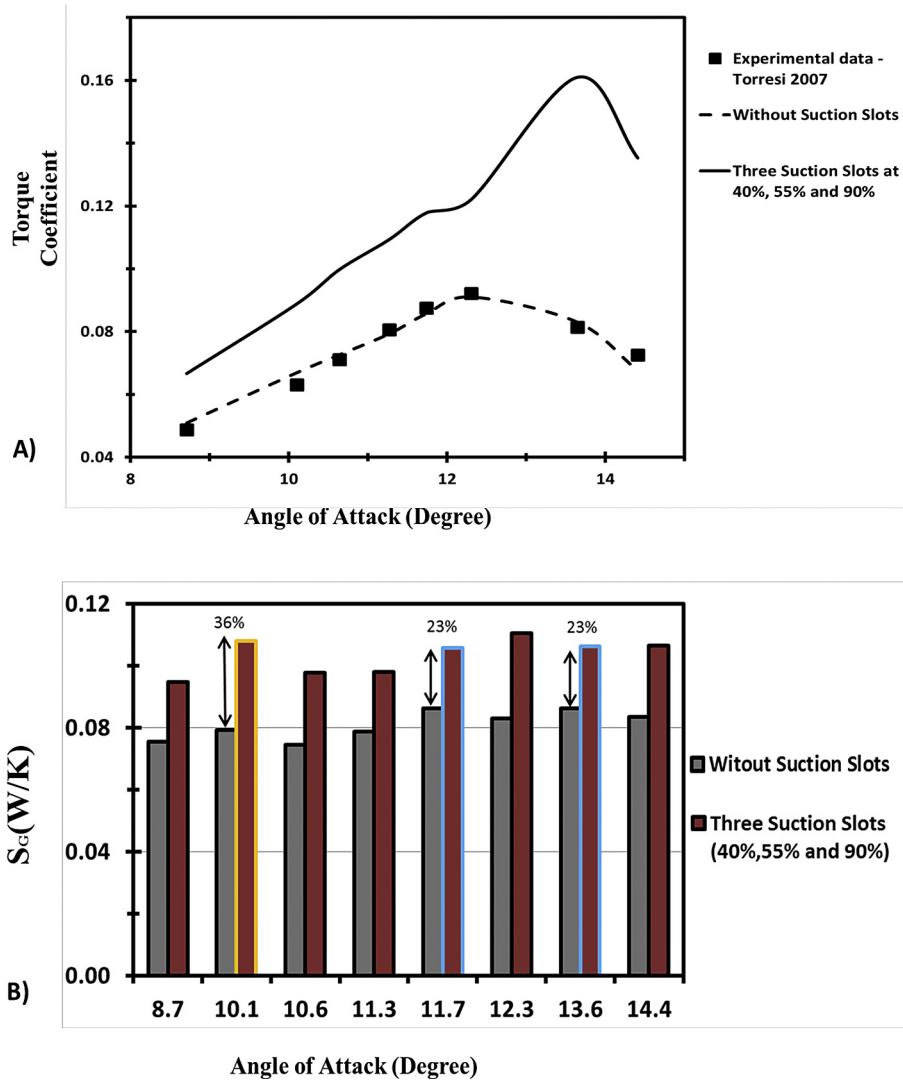 0.16
0.12
0.08
0.04
Torque
Coefficient
8
10
12
14
Angle of Attack (Degree)
A)
Experimental data -
Torresi 2007
Without Suction Slots
Three Suction Slots at
40%, 55% and 90%
0.12
0.08
0.04
0.00
SG(W/K)
36%
23%
23%
8.7
10.1
10.6
11.3
11.7
12.3
13.6
14.4
Angle of Attack (Degree)
B)
Witout Suction Slots
Three Suction Slots
(40%,55% and 90%)